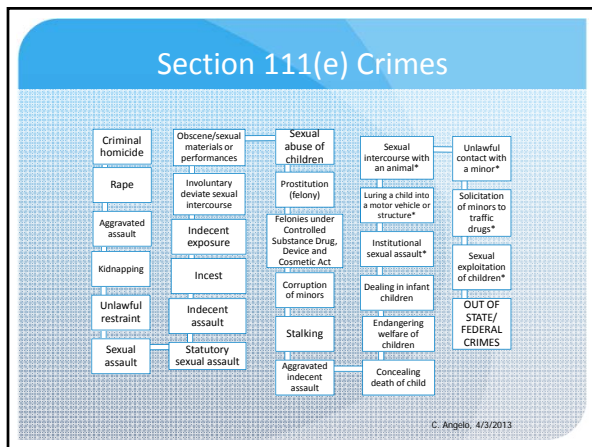 Section 111(e) Crimes
Criminal
homicide
Rape
Aggravated
assault
Kidnapping
Unlawful
restraint
Sexual
assault
Obscene/sexual
materials or
performances
Involuntary
deviate sexual
intercourse
Indecent
exposure
Incest
Indecent
assault
Statutory
sexual assault
Sexual
abuse of
children
Prostitution
(felony)
Felonies under
Controlled
Substance Drug,
Device and
Cosmetic Act
Corruption
of minors
Stalking
Aggravated
indecent
assault
Sexual
intercourse with
an animal*
Luring a child into
a motor vehicle or
structure*
Institutional
sexual assault*
Dealing in infant
children
Endangering
welfare of
children
Concealing
death of child
Unlawful
contact with
a minor*
Solicitation
of minors to
traffic
drugs*
Sexual
exploitation
of children*
OUT OF
STATE/
FEDERAL
CRIMES
C. Angelo, 4/3/2013